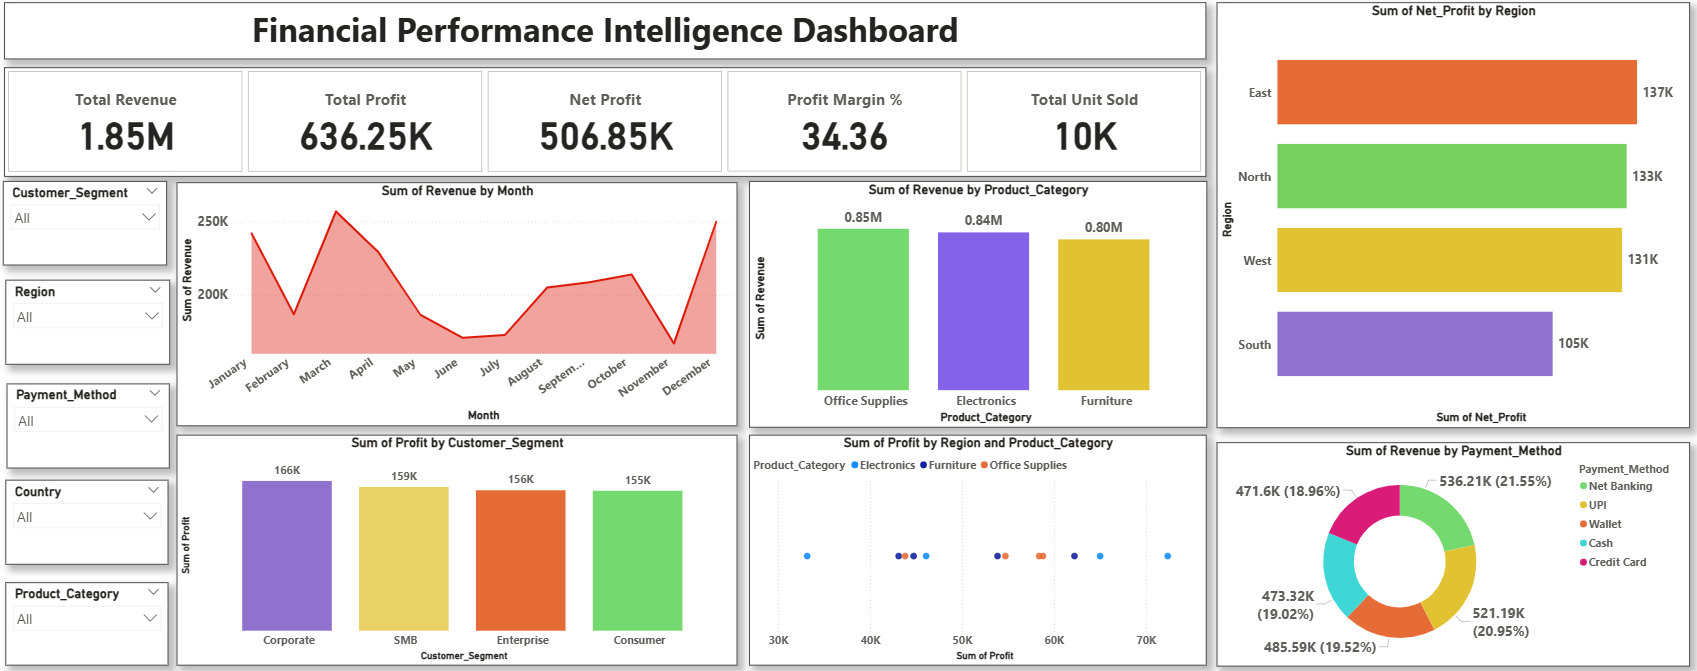 Financial Performance Intelligence Dashboard
Total Revenue
1.85M
Total Profit
636.25K
Net Profit
506.85K
Profit Margin %
34.36
Total Unit Sold
10K
Customer_Segment
All
Region
All
Payment_Method
All
Country
All
Product_Category
All
Sum of Revenue by Month
Sum of Revenue
250K
200K
January
February
March
April
May
June
July
August
Septem...
October
November
December
Month
Sum of Revenue by Product_Category
Sum of Revenue
0.85M
0.84M
0.80M
Office Supplies
Electronics
Furniture
Product_Category
Sum of Net_Profit by Region
Region
East
137K
North
133K
West
131K
South
105K
Sum of Net_Profit
Sum of Profit by Customer_Segment
Sum of Profit
166K
159K
156K
155K
Corporate
SMB
Enterprise
Consumer
Customer_Segment
Sum of Profit by Region and Product_Category
Product_Category Electronics Furniture Office Supplies
30K
40K
50K
60K
70K
Sum of Profit
Sum of Revenue by Payment_Method
471.6K (18.96%)
536.21K (21.55%)
473.32K
(19.02%)
521.19K
(20.95%)
485.59K (19.52%)
Payment_Method
Net Banking
UPI
Wallet
Cash
Credit Card